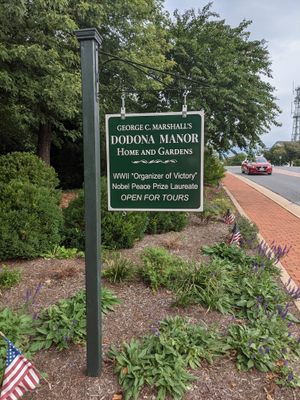 GEORGE C. MARSHALL'S
DODONA MANOR
HOME AND GARDENS
WWII "Organizer of Victory"
Nobel Peace Prize Laureate
OPEN FOR TOURS